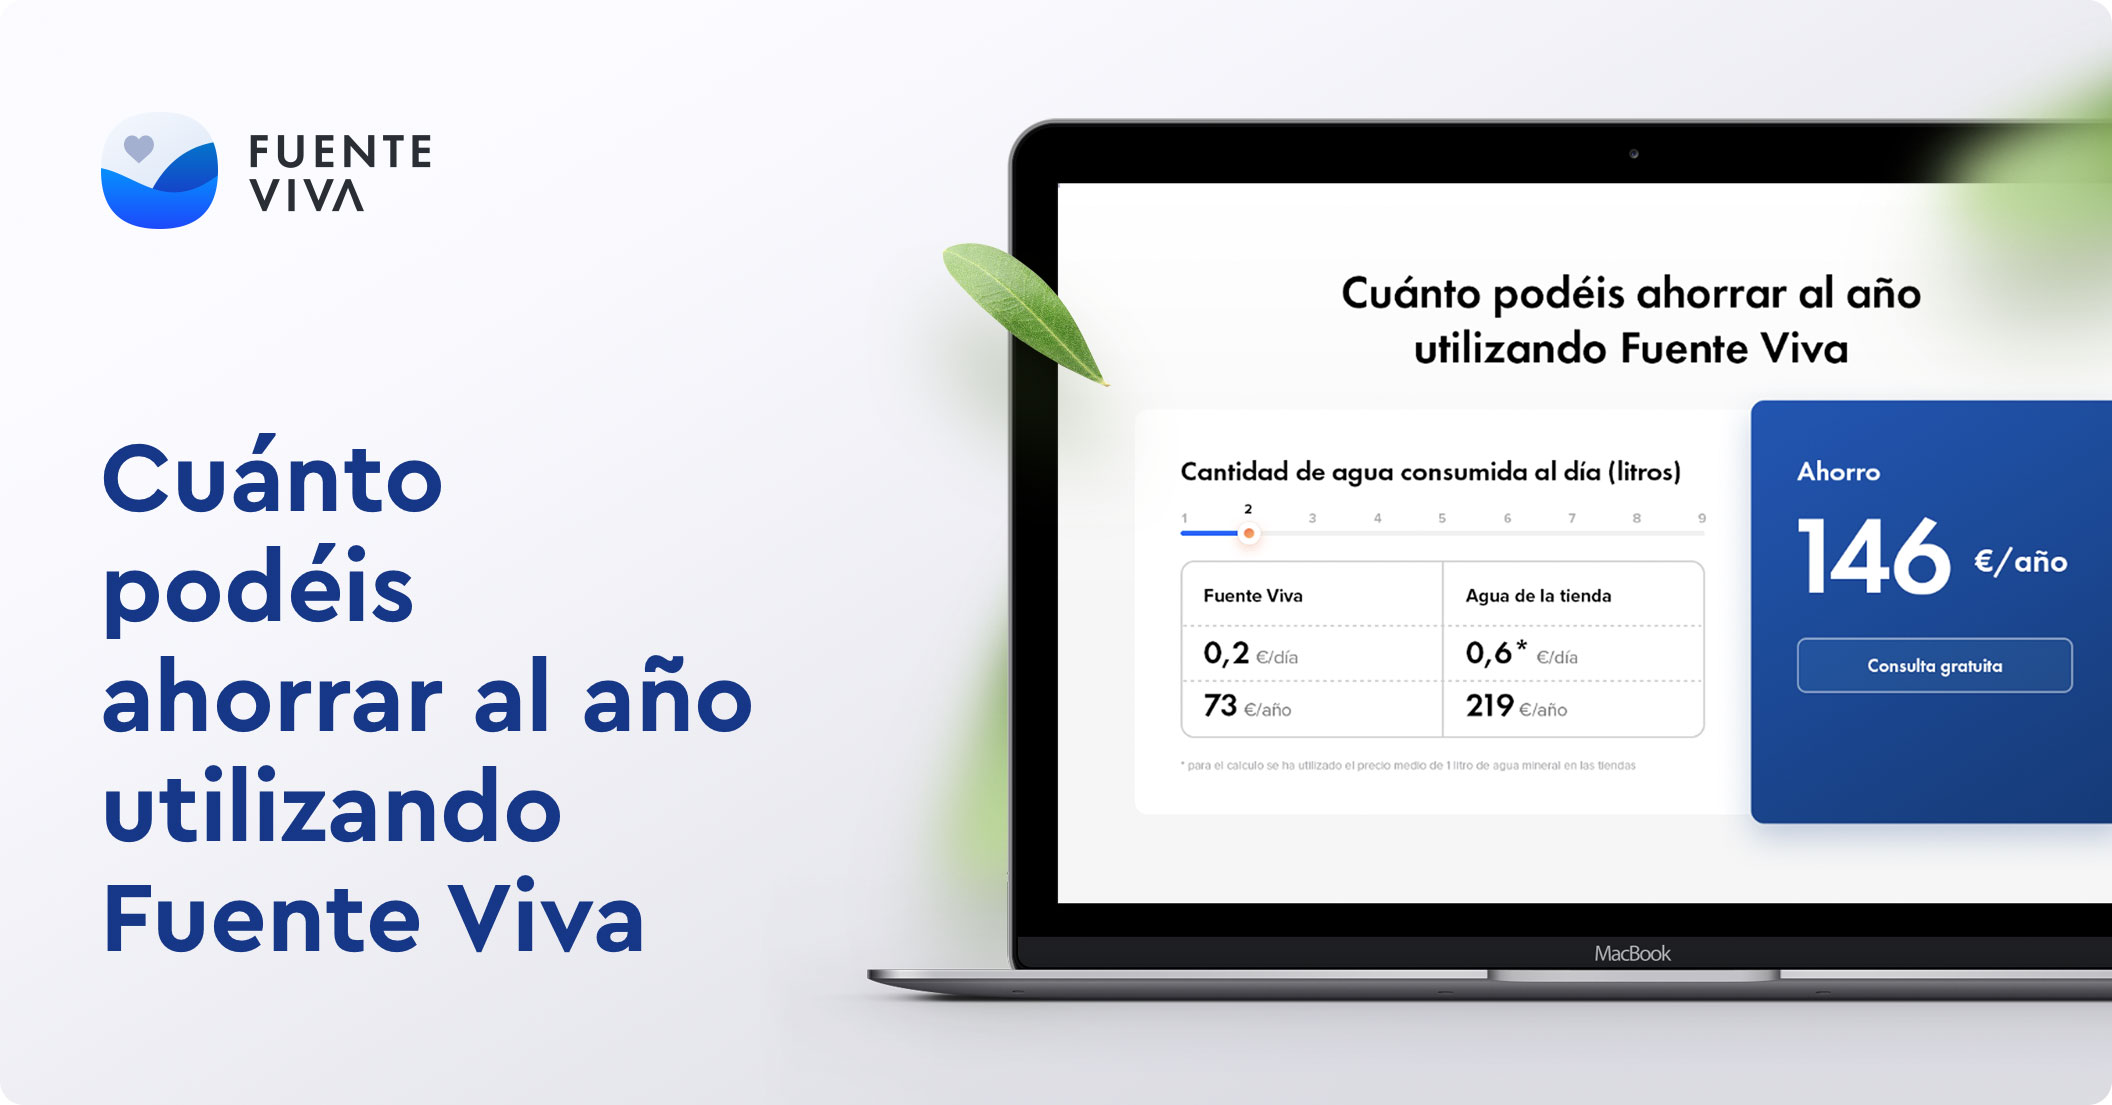 FUENTE
VIVA
Cuánto
podéis
ahorrar al año
utilizando
Fuente Viva
Cuánto podéis ahorrar al año
utilizando Fuente Viva
Cantidad de agua consumida al día (litros)
1 2 3 4 5 6 7 8 9
Fuente Viva Agua de la tienda
0,2 €/día 0,6* €/día
73 €/año 219 €/año
* para el calculo se ha utilizado el precio medio de 1 litro de agua mineral en las tiendas
Ahorro
146 €/año
Consulta gratuita
MacBook